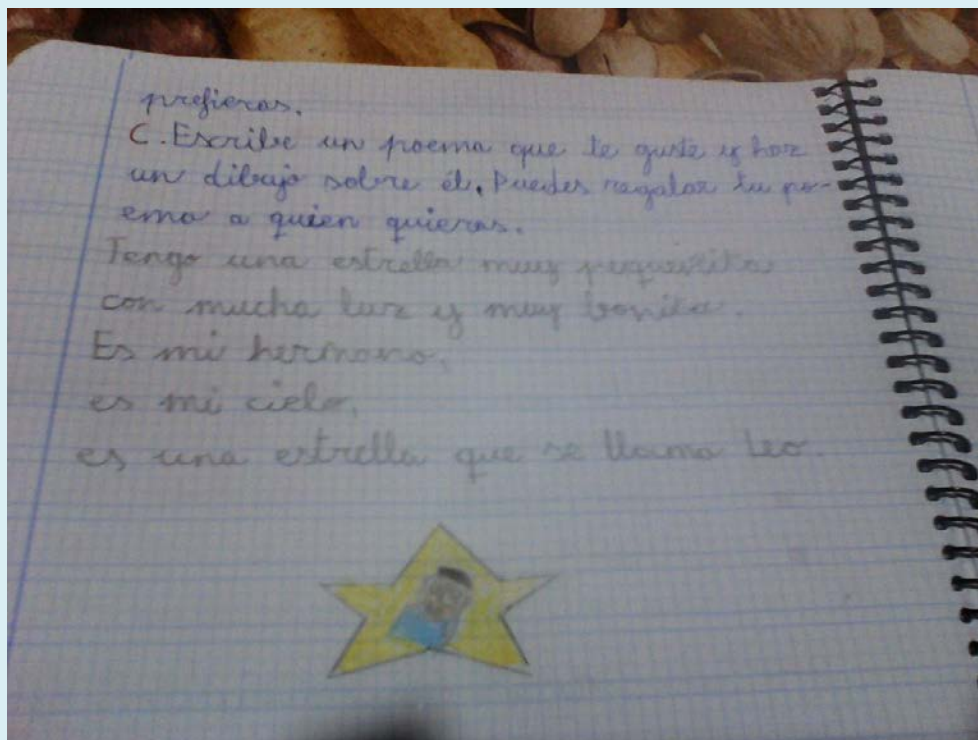 prefieras.
C. Escribe un poema que te guste y haz
un dibujo sobre él. Puedes regalar tu po-
ema a quien quieras.
Tengo una estrella muy pequeñita
con mucha luz y muy bonita.
Es mi hermano,
es mi cielo,
es una estrella que se llama Leo.